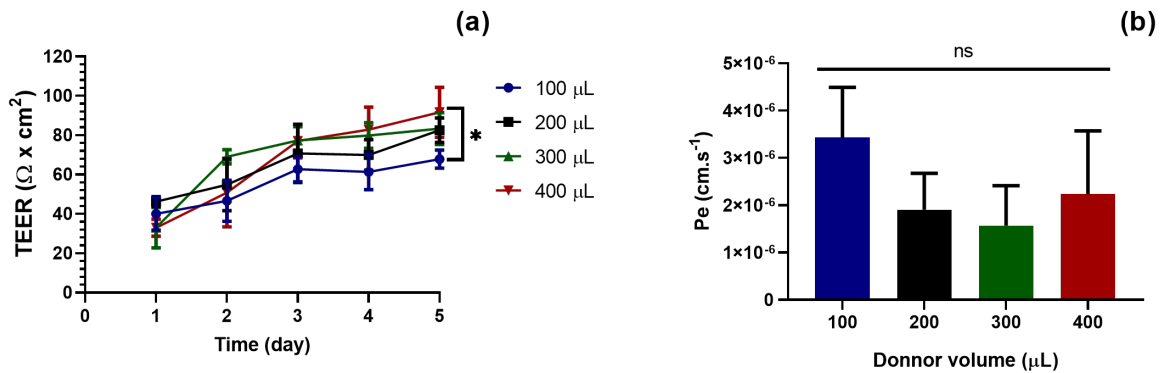 (a)
TEER (Ω x cm²)
120
100
80
60
40
20
0
0 1 2 3 4 5
Time (day)
100 μL
200 μL
300 μL
400 μL
*
(b)
ns
Pe (cm.s⁻¹)
5×10⁻⁶
4×10⁻⁶
3×10⁻⁶
2×10⁻⁶
1×10⁻⁶
0
100 200 300 400
Donnor volume (μL)